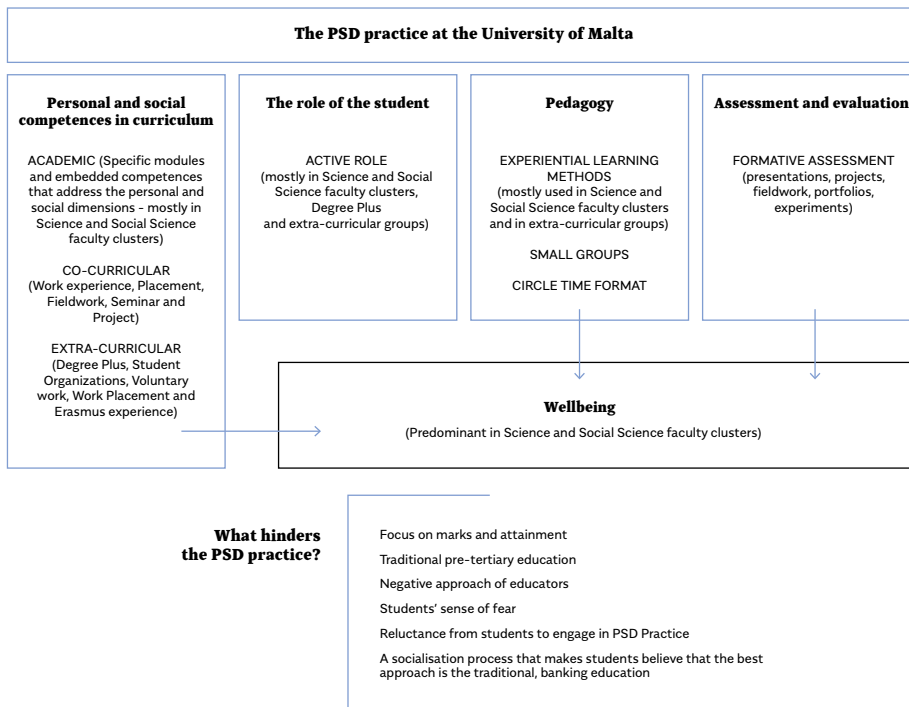 The PSD practice at the University of Malta
Personal and social
competences in curriculum
ACADEMIC (Specific modules
and embedded competences
that address the personal and
social dimensions - mostly in
Science and Social Science
faculty clusters)
CO-CURRICULAR
(Work experience, Placement,
Fieldwork, Seminar and
Project)
EXTRA-CURRICULAR
(Degree Plus, Student
Organizations, Voluntary
work, Work Placement and
Erasmus experience)
The role of the student
ACTIVE ROLE
(mostly in Science and Social
Science faculty clusters,
Degree Plus
and extra-curricular groups)
Pedagogy
EXPERIENTIAL LEARNING
METHODS
(mostly used in Science and
Social Science faculty clusters
and in extra-curricular groups)
SMALL GROUPS
CIRCLE TIME FORMAT
Assessment and evaluation
FORMATIVE ASSESSMENT
(presentations, projects,
fieldwork, portfolios,
experiments)
Wellbeing
(Predominant in Science and Social Science faculty clusters)
What hinders
the PSD practice?
Focus on marks and attainment
Traditional pre-tertiary education
Negative approach of educators
Students' sense of fear
Reluctance from students to engage in PSD Practice
A socialisation process that makes students believe that the best
approach is the traditional, banking education